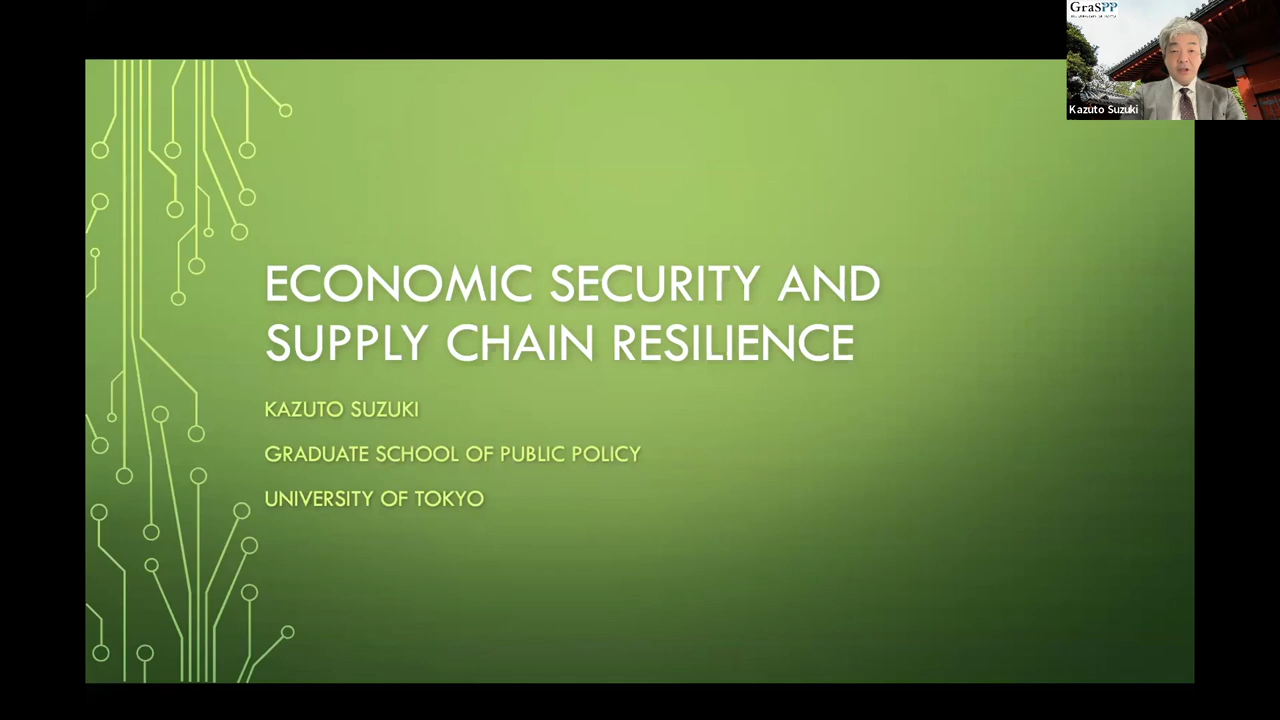 GraSPP
Kazuto Suzuki
ECONOMIC SECURITY AND
SUPPLY CHAIN RESILIENCE
KAZUTO SUZUKI
GRADUATE SCHOOL OF PUBLIC POLICY
UNIVERSITY OF TOKYO